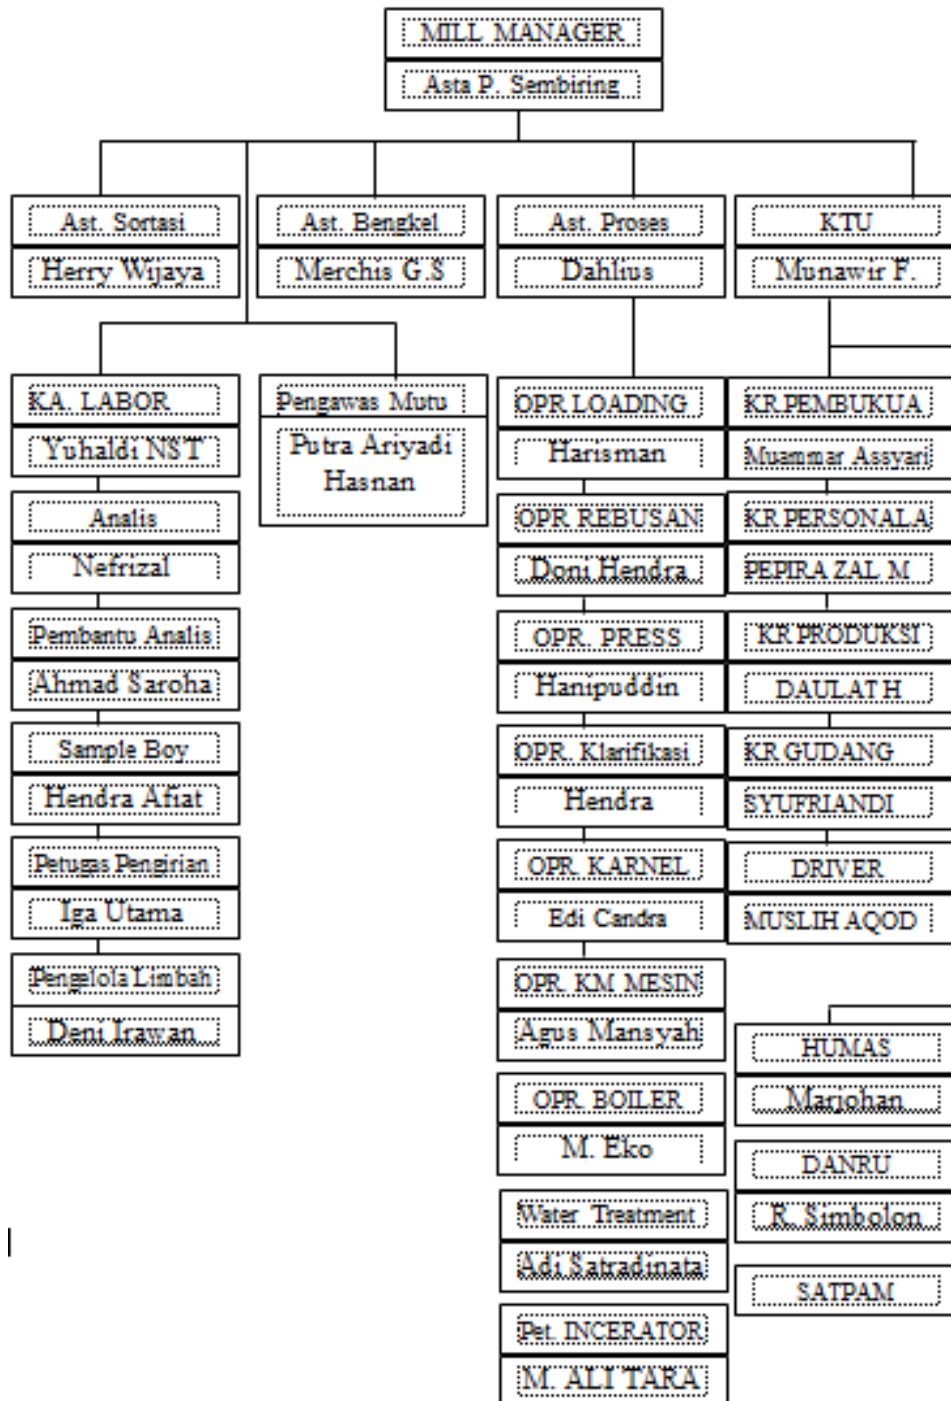 MILL MANAGER
Asta P. Sembiring
Ast. Sortasi
Herry Wijaya
Ast. Bengkel
Merchis G.S
Ast. Proses
Dahlius
KTU
Munawir F.
KA. LABOR
Yuhaldi NST
Analis
Nefrizal
Pembantu Analis
Ahmad Saroha
Sample Boy
Hendra Afiat
Petugas Pengirian
Iga Utama
Pengelola Limbah
Deni Irawan
Pengawas Mutu
Putra Ariyadi
Hasnan
OPR LOADING
Harisman
OPR REBUSAN
Doni Hendra
OPR. PRESS
Hanipuddin
OPR. Klarifikasi
Hendra
OPR. KARNEL
Edi Candra
OPR. KM MESIN
Agus Mansyah
OPR. BOILER
M. Eko
Water Treatment
Adi Satradinata
Pet. INCERATOR
M. ALI TARA
KR.PEMBUKUA
Muammar Assyari
KR PERSONALA
PEPIRA ZAL M
KR PRODUKSI
DAULAT H
KR GUDANG
SYUFRIANDI
DRIVER
MUSLIH AQOD
HUMAS
Marjohan
DANRU
R. Simbolon
SATPAM